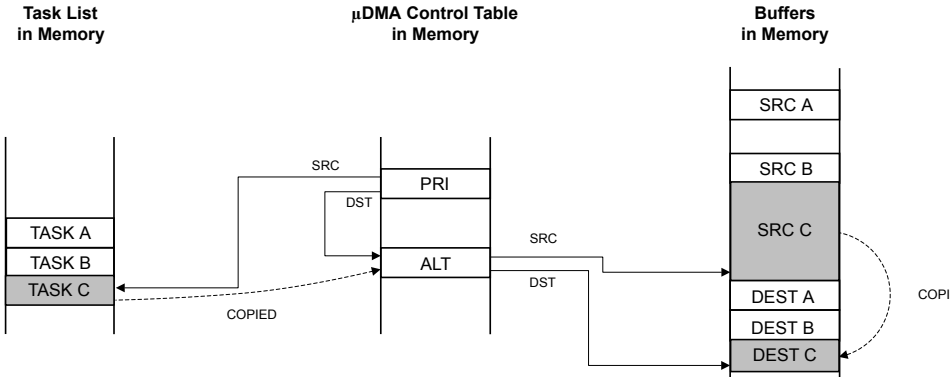 Task List
in Memory
µDMA Control Table
in Memory
Buffers
in Memory
SRC A
SRC B
SRC
PRI
DST
SRC C
TASK A
SRC
TASK B
ALT
DST
TASK C
DEST A
COPI
COPIED
DEST B
DEST C